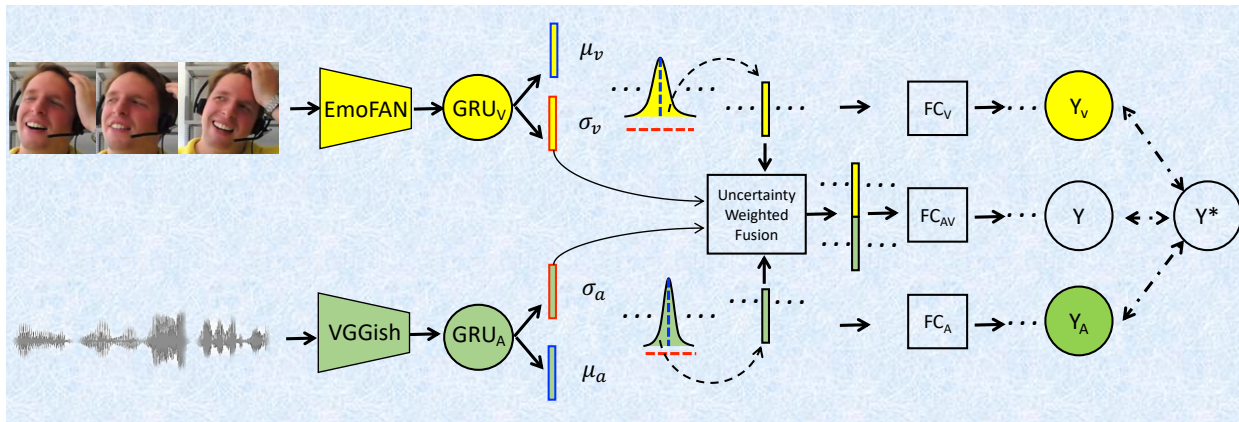 EmoFAN
GRU_V
μ_v
σ_v
FC_V
Y_v
Uncertainty
Weighted
Fusion
FC_AV
Y
Y*
VGGish
GRU_A
σ_a
μ_a
FC_A
Y_A